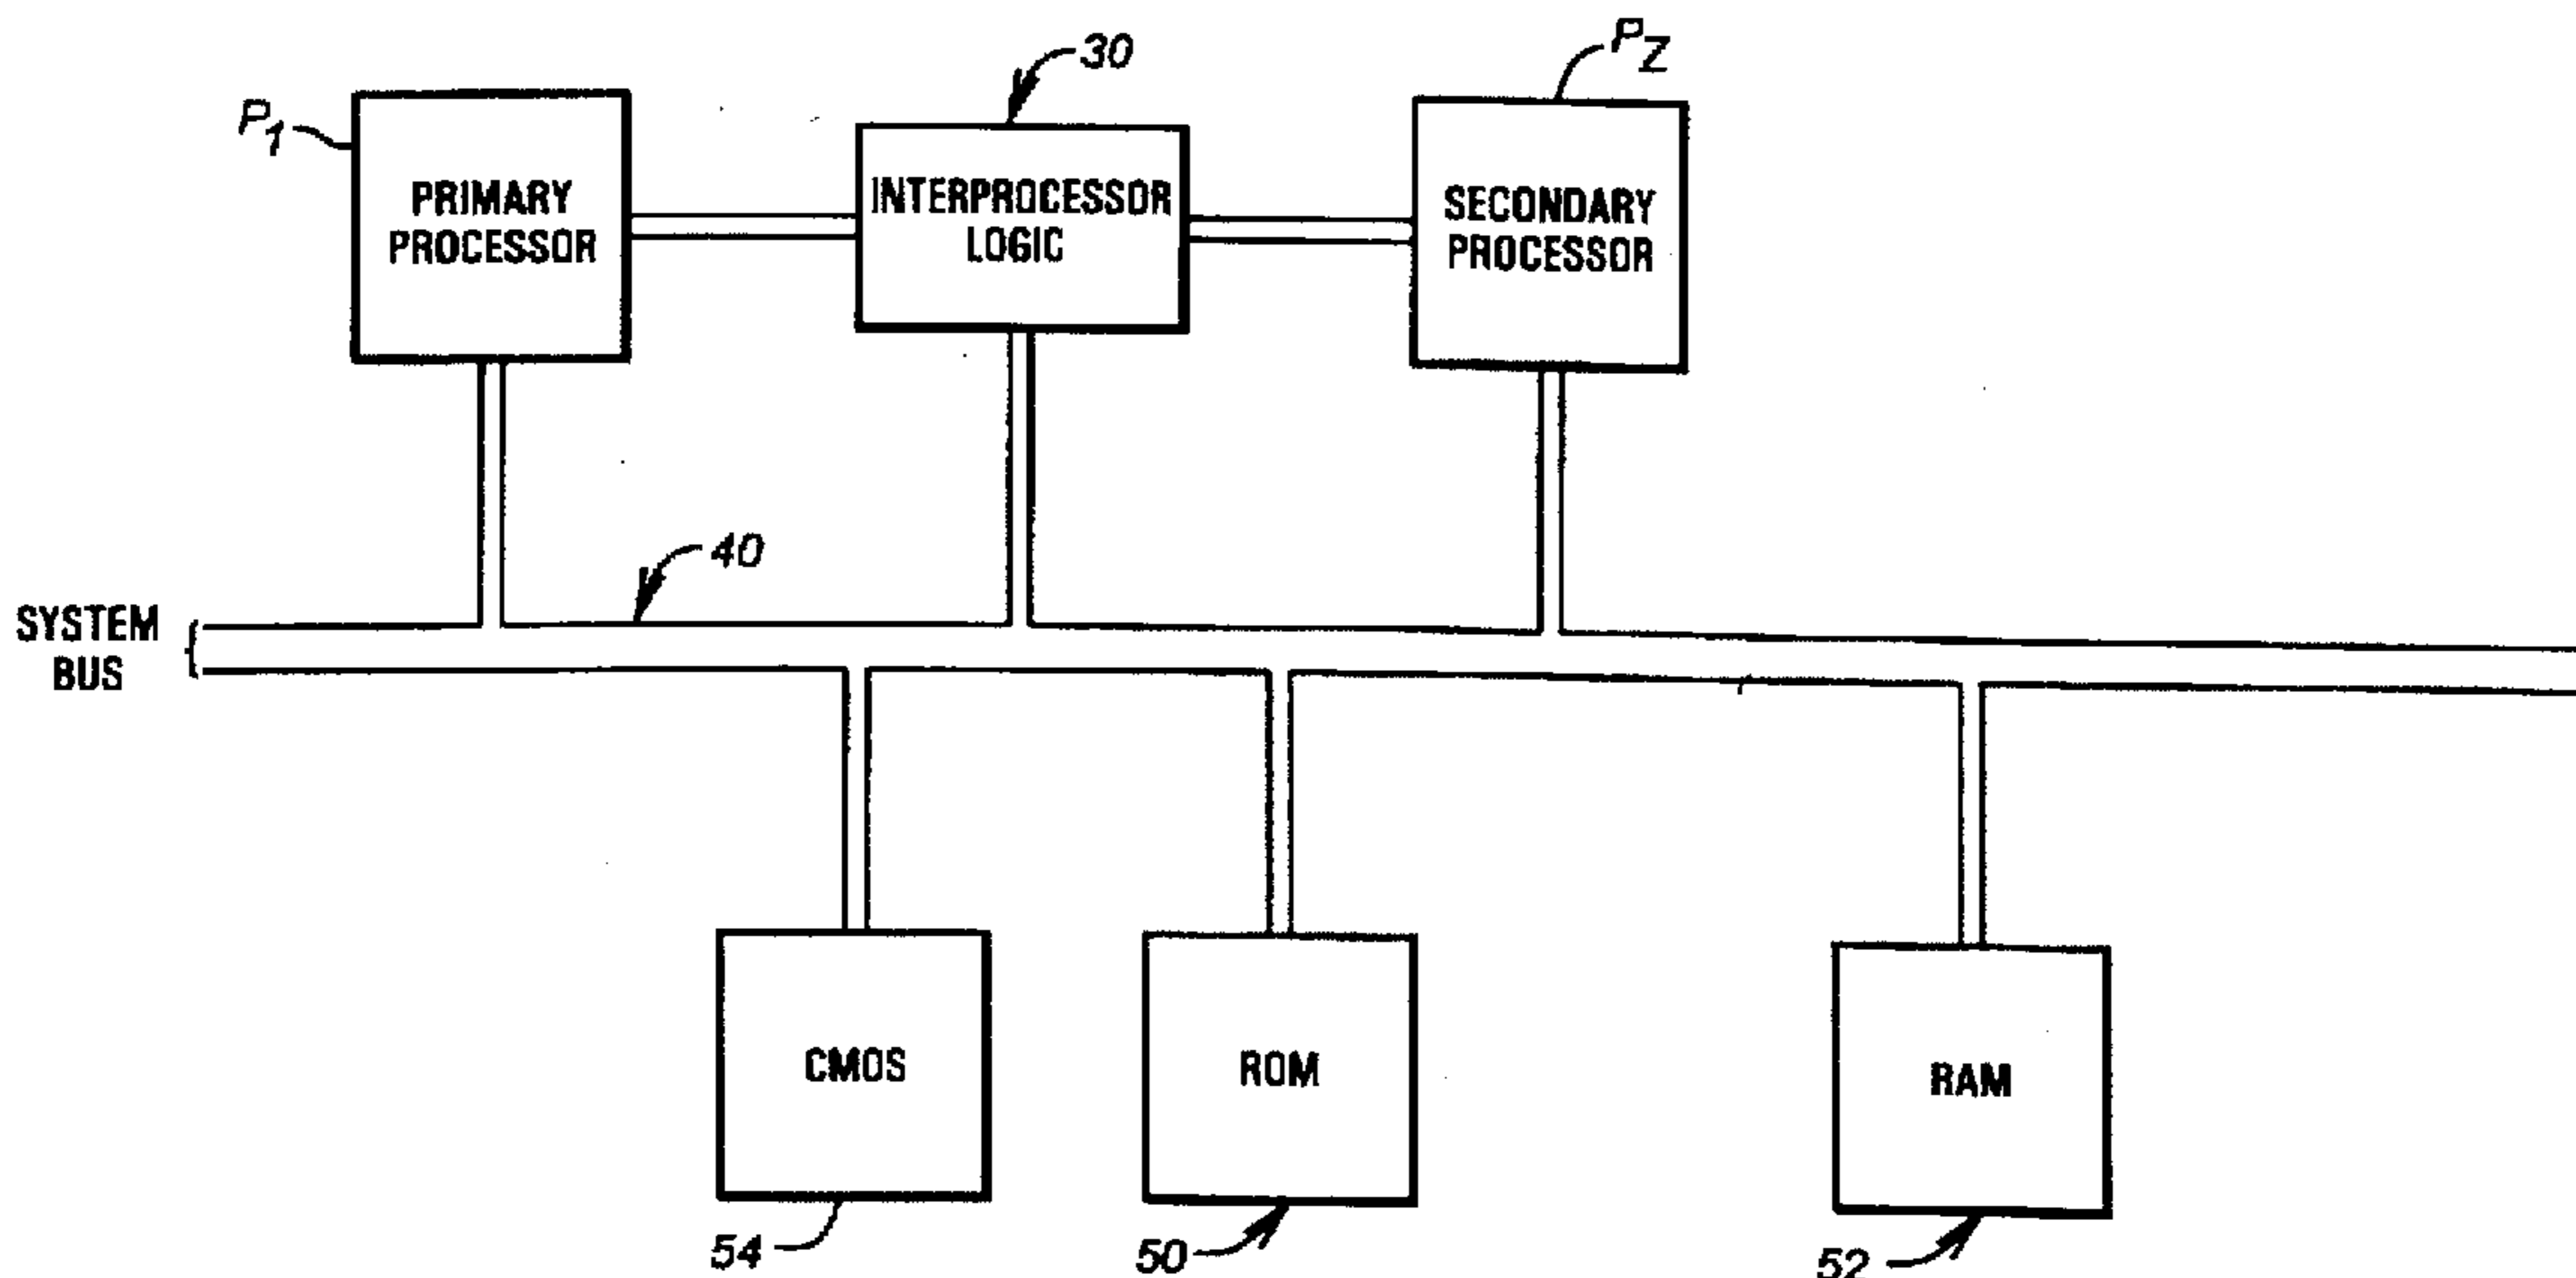 30
P₂
P₁
PRIMARY
PROCESSOR
INTERPROCESSOR
LOGIC
SECONDARY
PROCESSOR
40
SYSTEM
BUS
CMOS
ROM
RAM
54
50
52